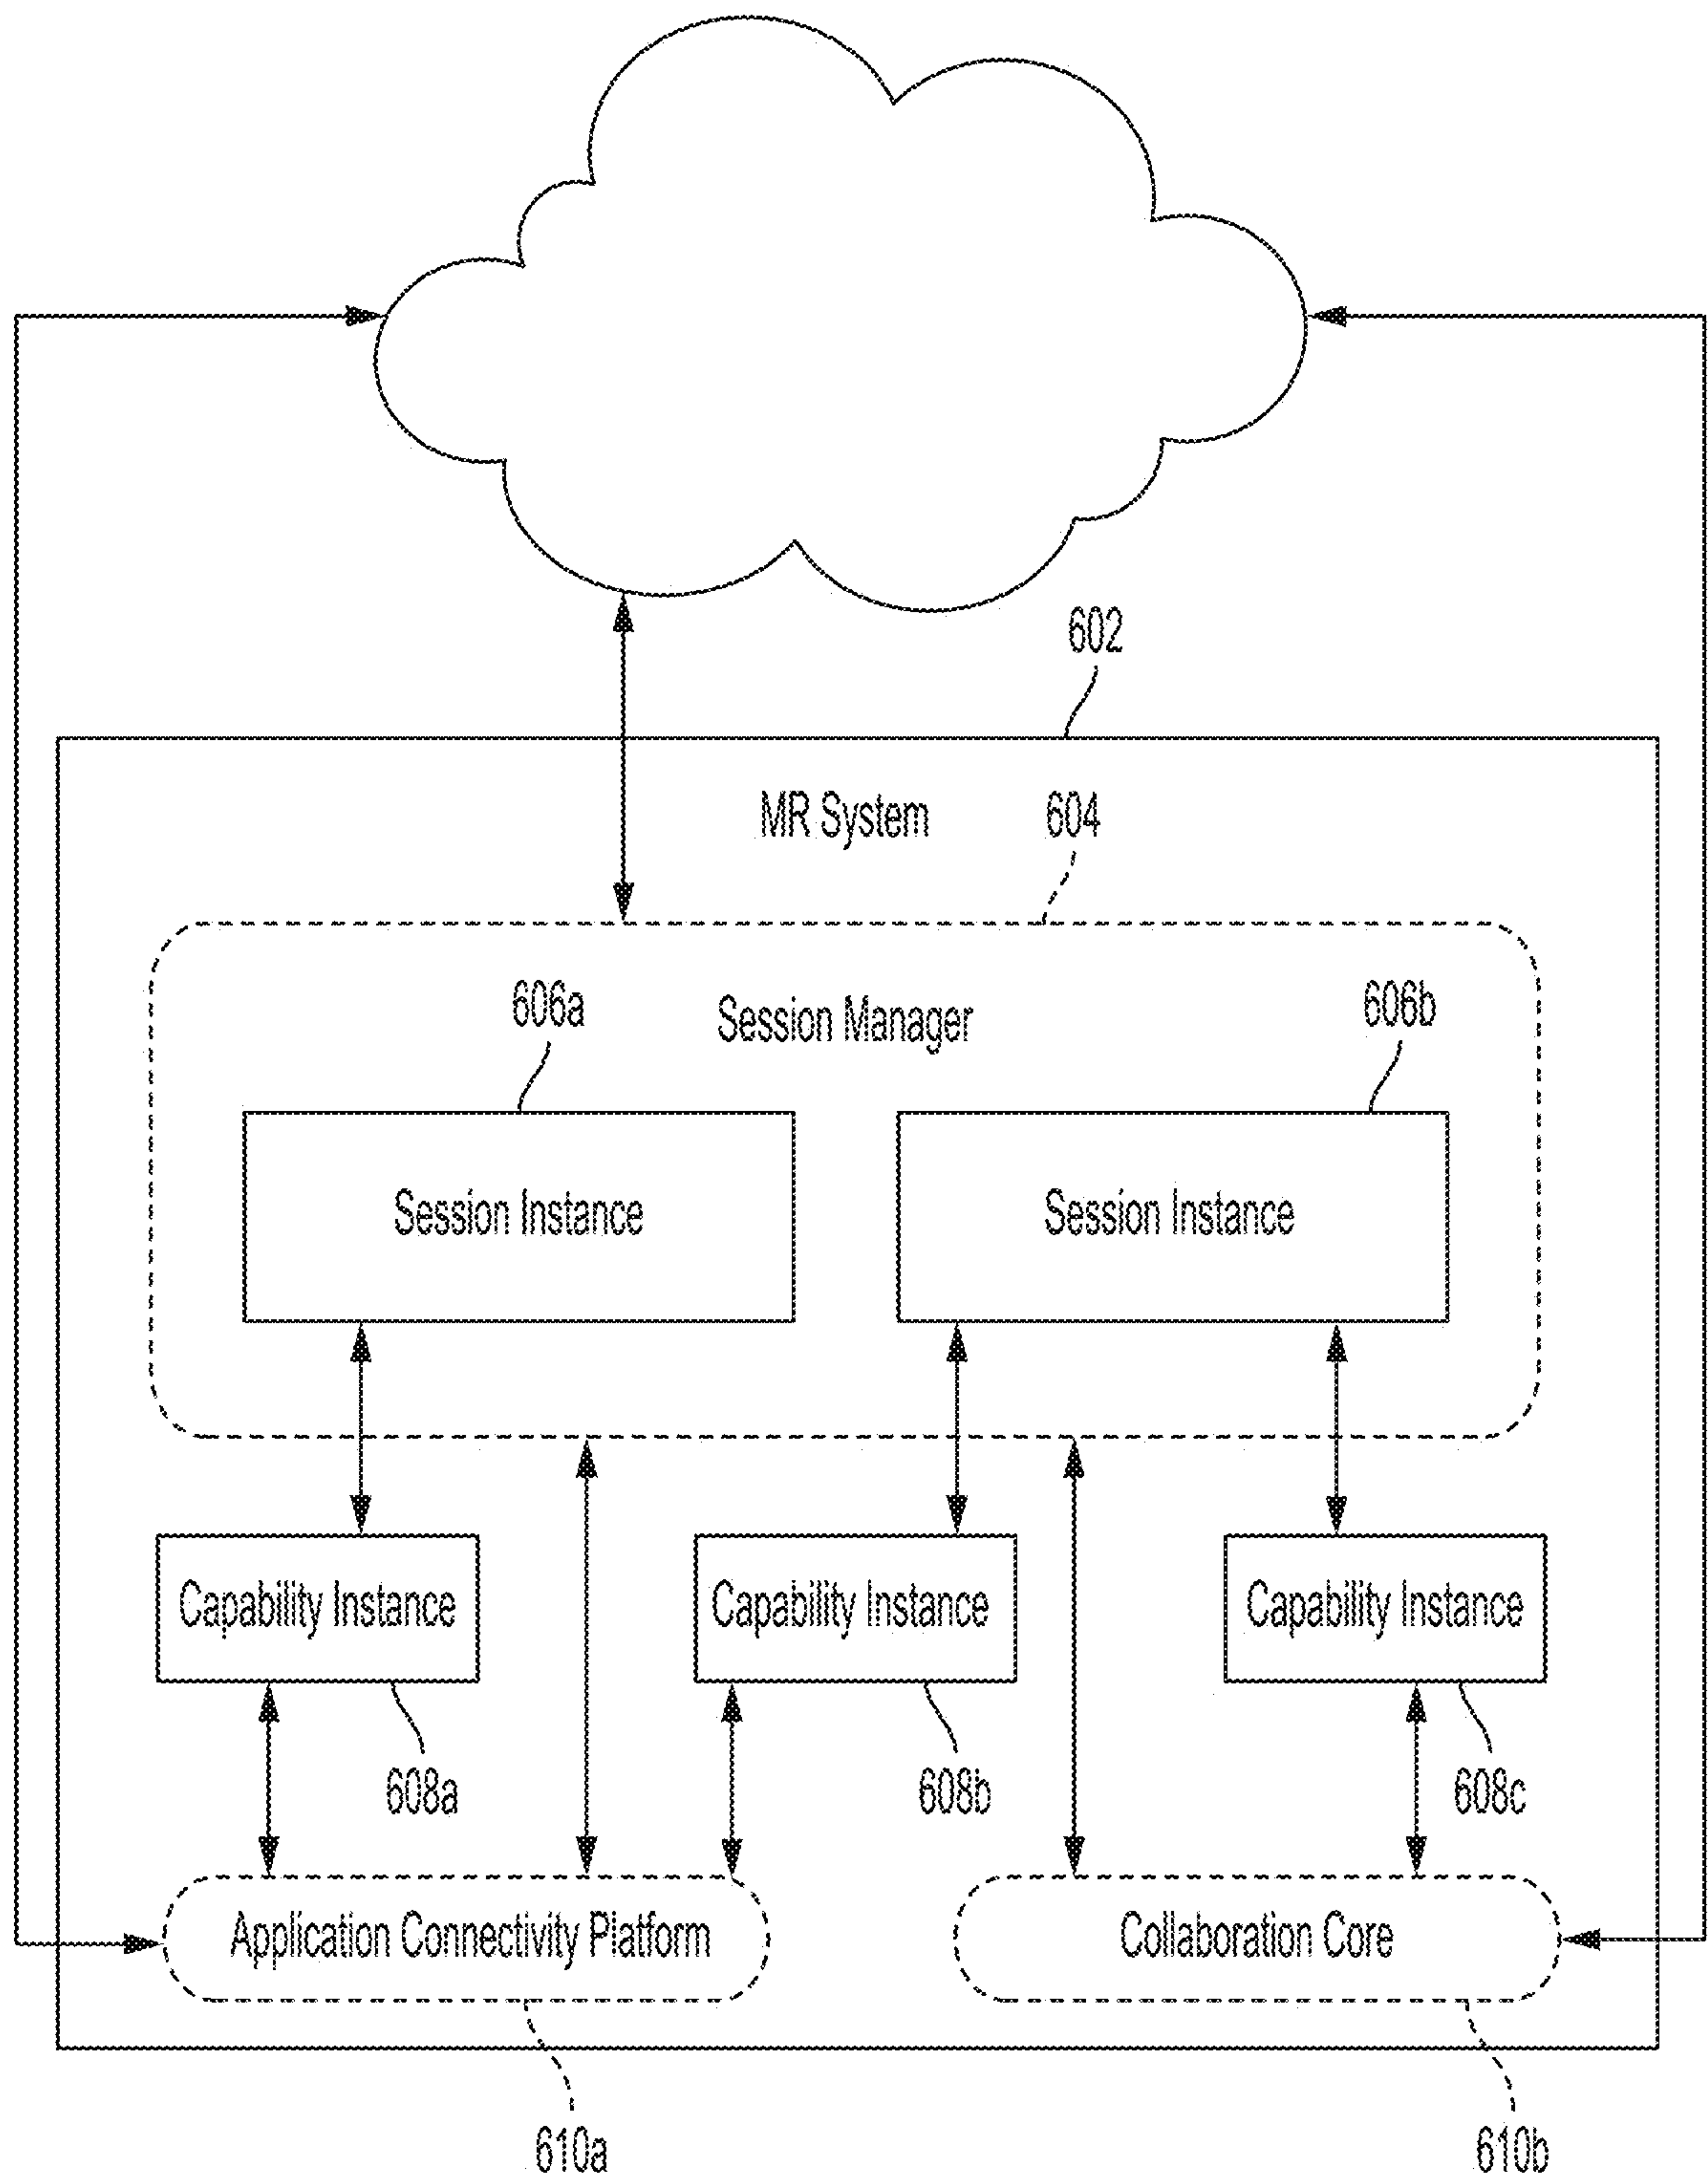 602
MR System
604
606a
Session Manager
606b
Session Instance
Session Instance
Capability Instance
Capability Instance
Capability Instance
608a
608b
608c
Application Connectivity Platform
Collaboration Core
610a
610b